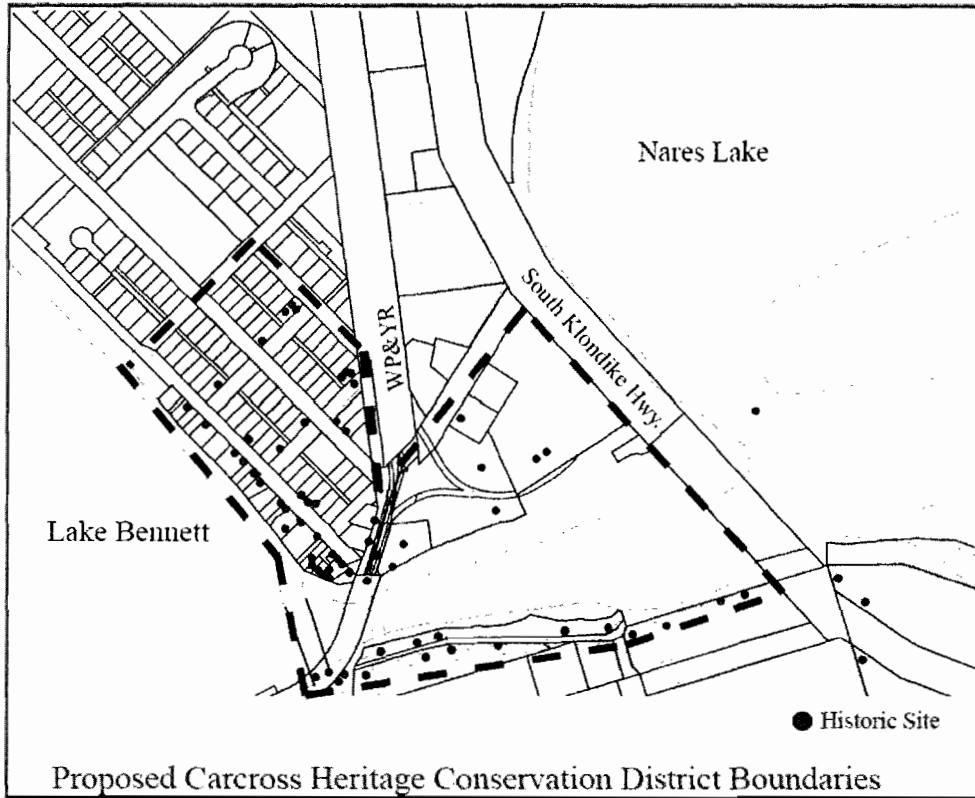 Nares Lake
South Klondike Hwy.
WP&YR
Lake Bennett
Historic Site
Proposed Carcross Heritage Conservation District Boundaries